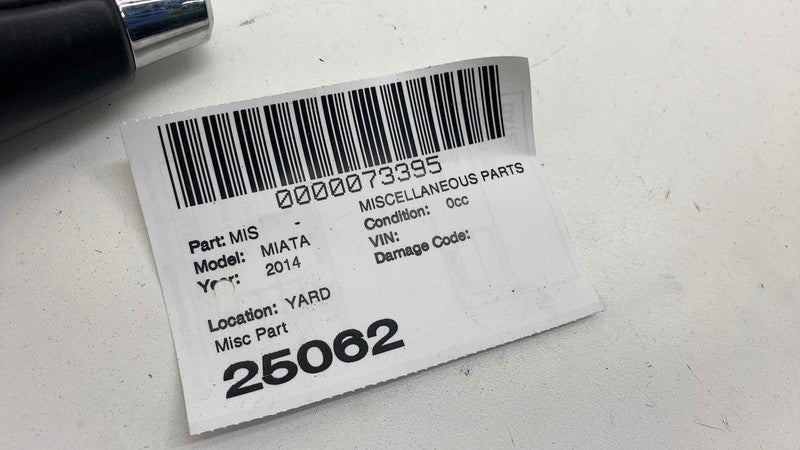 0000073395
Part: MIS - MISCELLANEOUS PARTS
Model: MIATA Condition: 0cc
Year: 2014 VIN:
Damage Code:
Location: YARD
Misc Part
25062